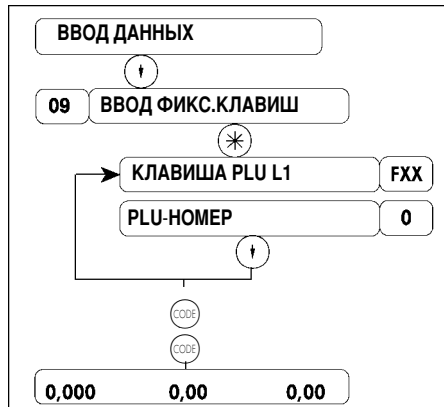 ВВОД ДАННЫХ
09 ВВОД ФИКС.КЛАВИШ
КЛАВИША PLU L1 FXX
PLU-НОМЕР 0
CODE
CODE
0,000 0,00 0,00